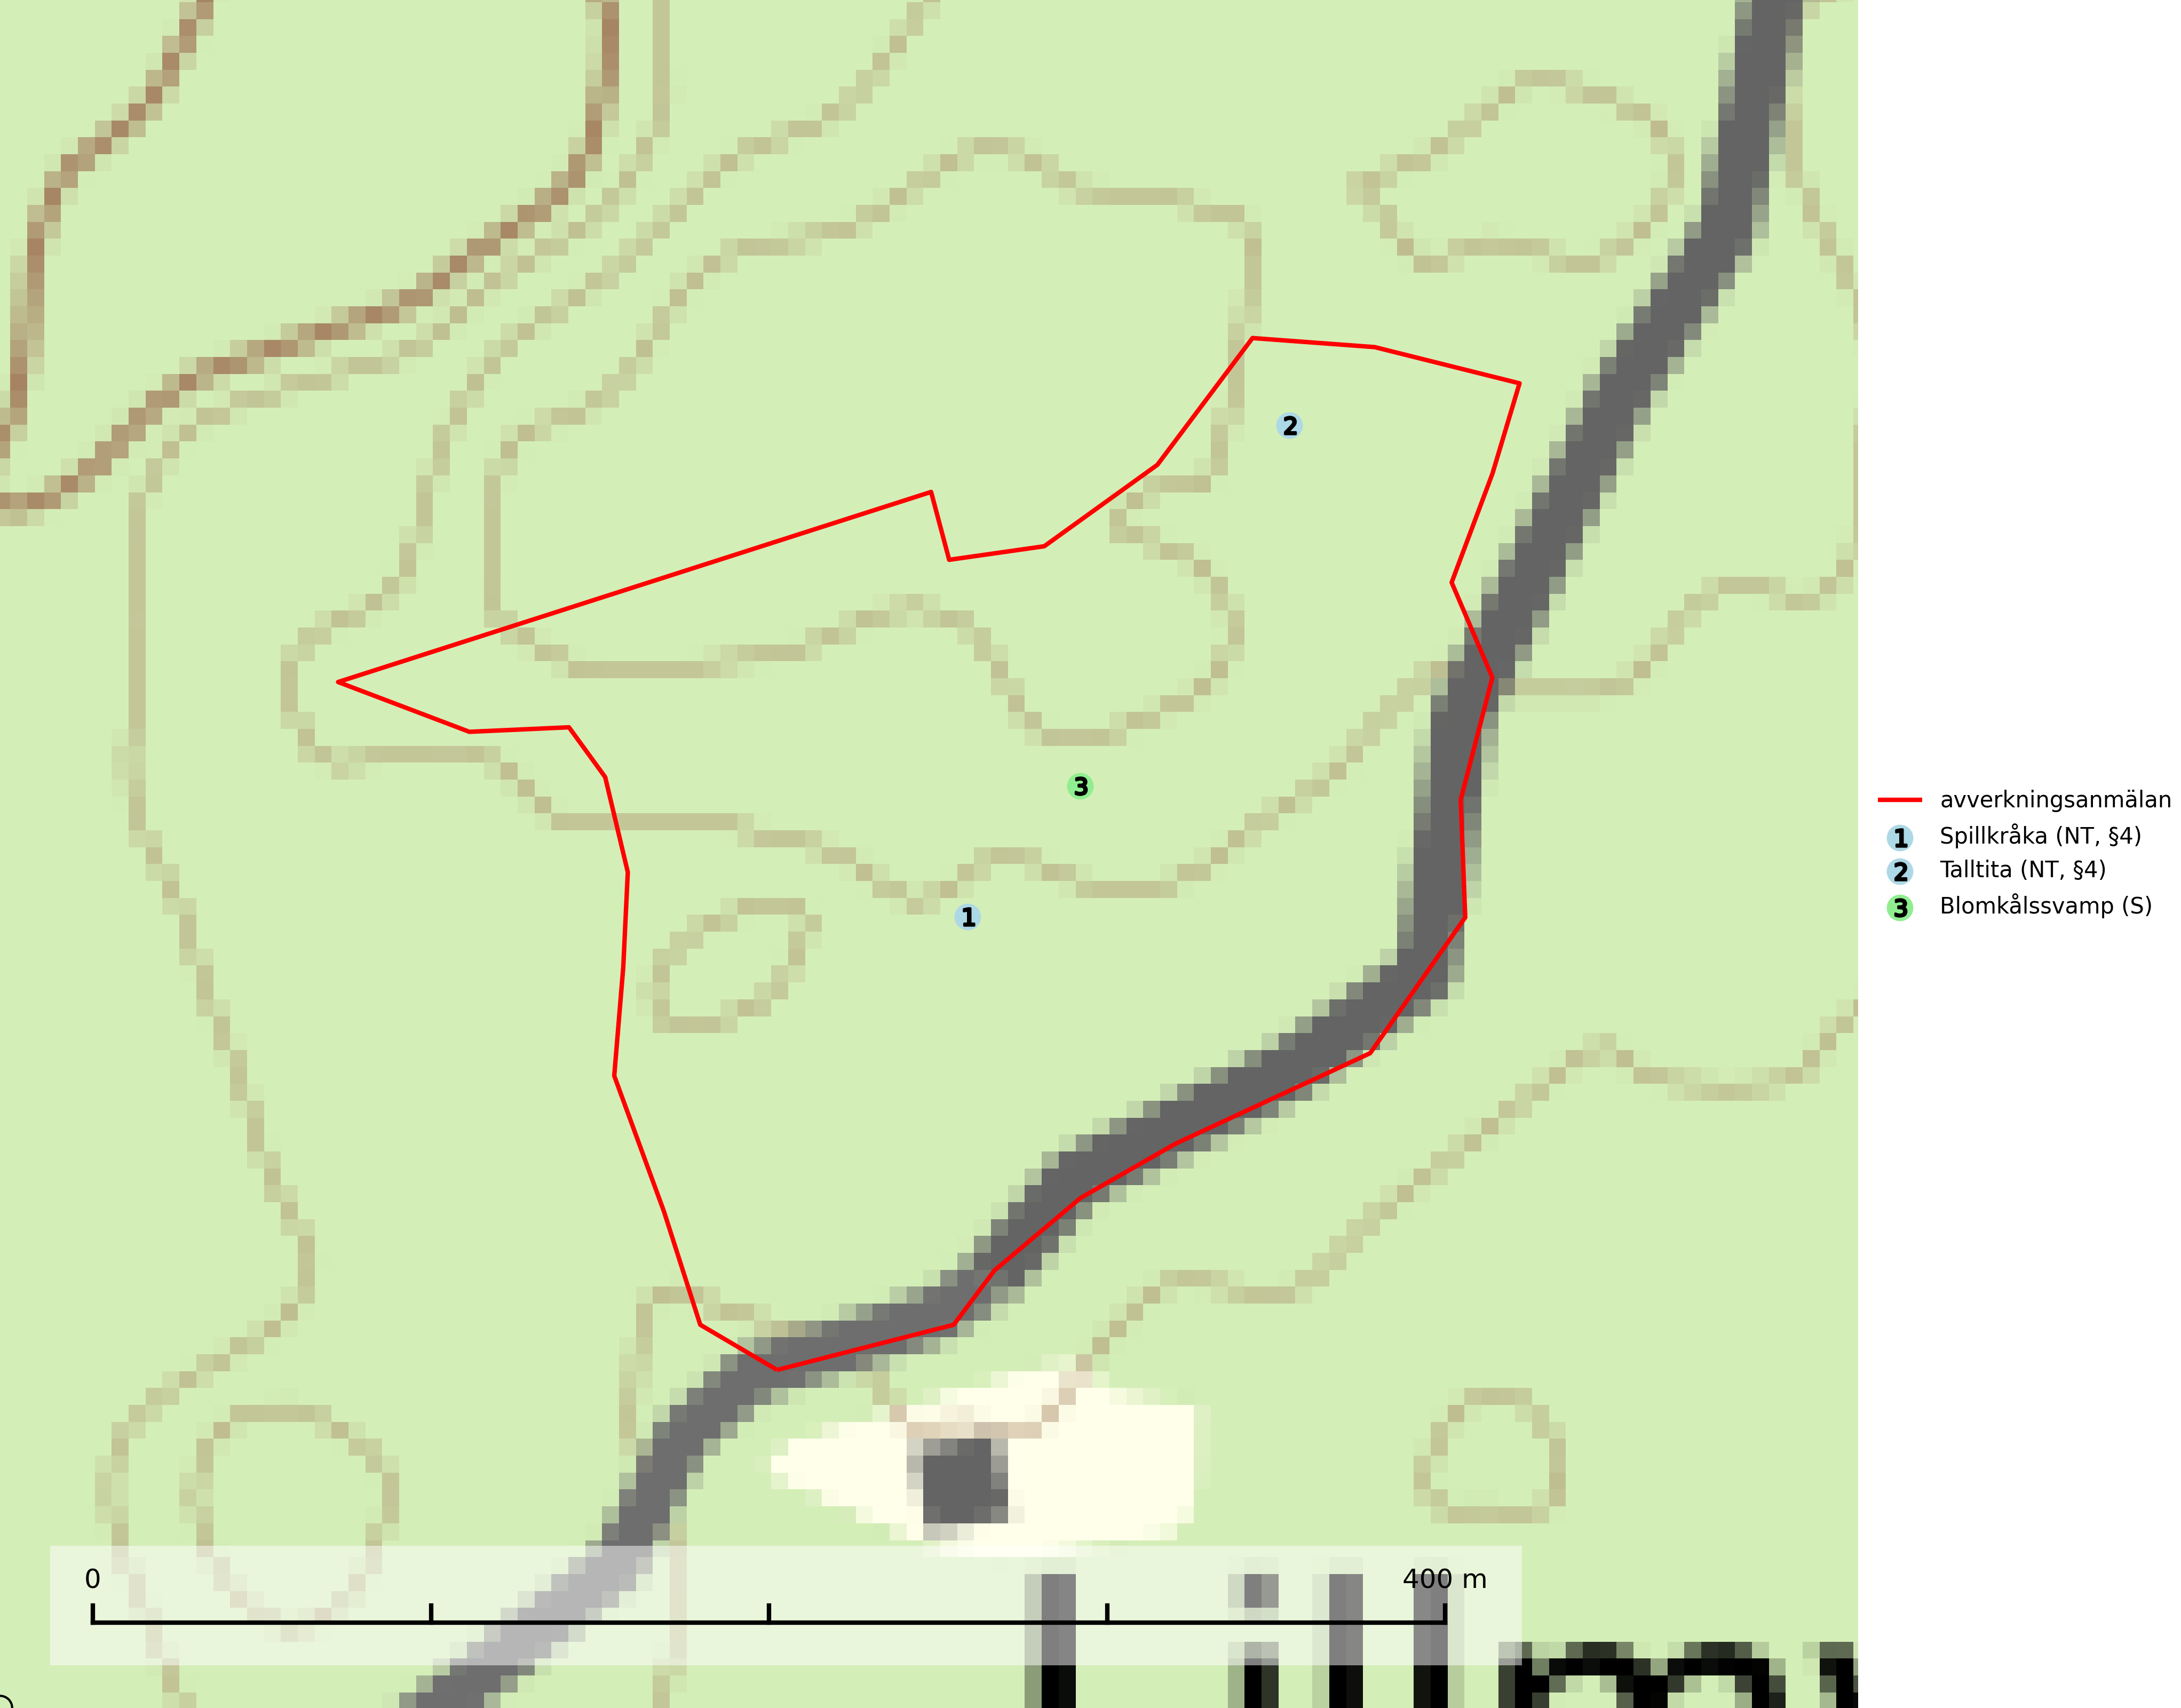 2
3
1
avverkningsanmälan
1 Spillkråka (NT, §4)
2 Talltita (NT, §4)
3 Blomkålssvamp (S)
0 400 m